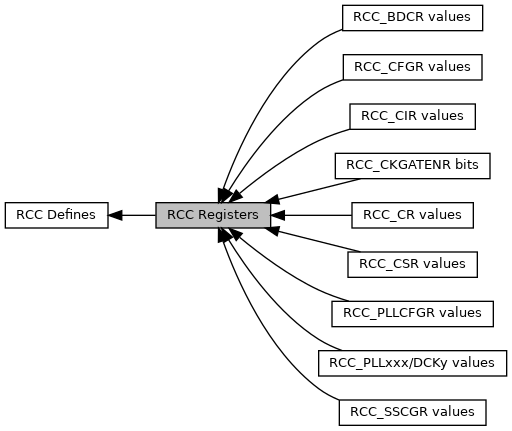 RCC_BDCR values
RCC_CFGR values
RCC_CIR values
RCC_CKGATENR bits
RCC Defines
RCC Registers
RCC_CR values
RCC_CSR values
RCC_PLLCFGR values
RCC_PLLxxx/DCKy values
RCC_SSCGR values